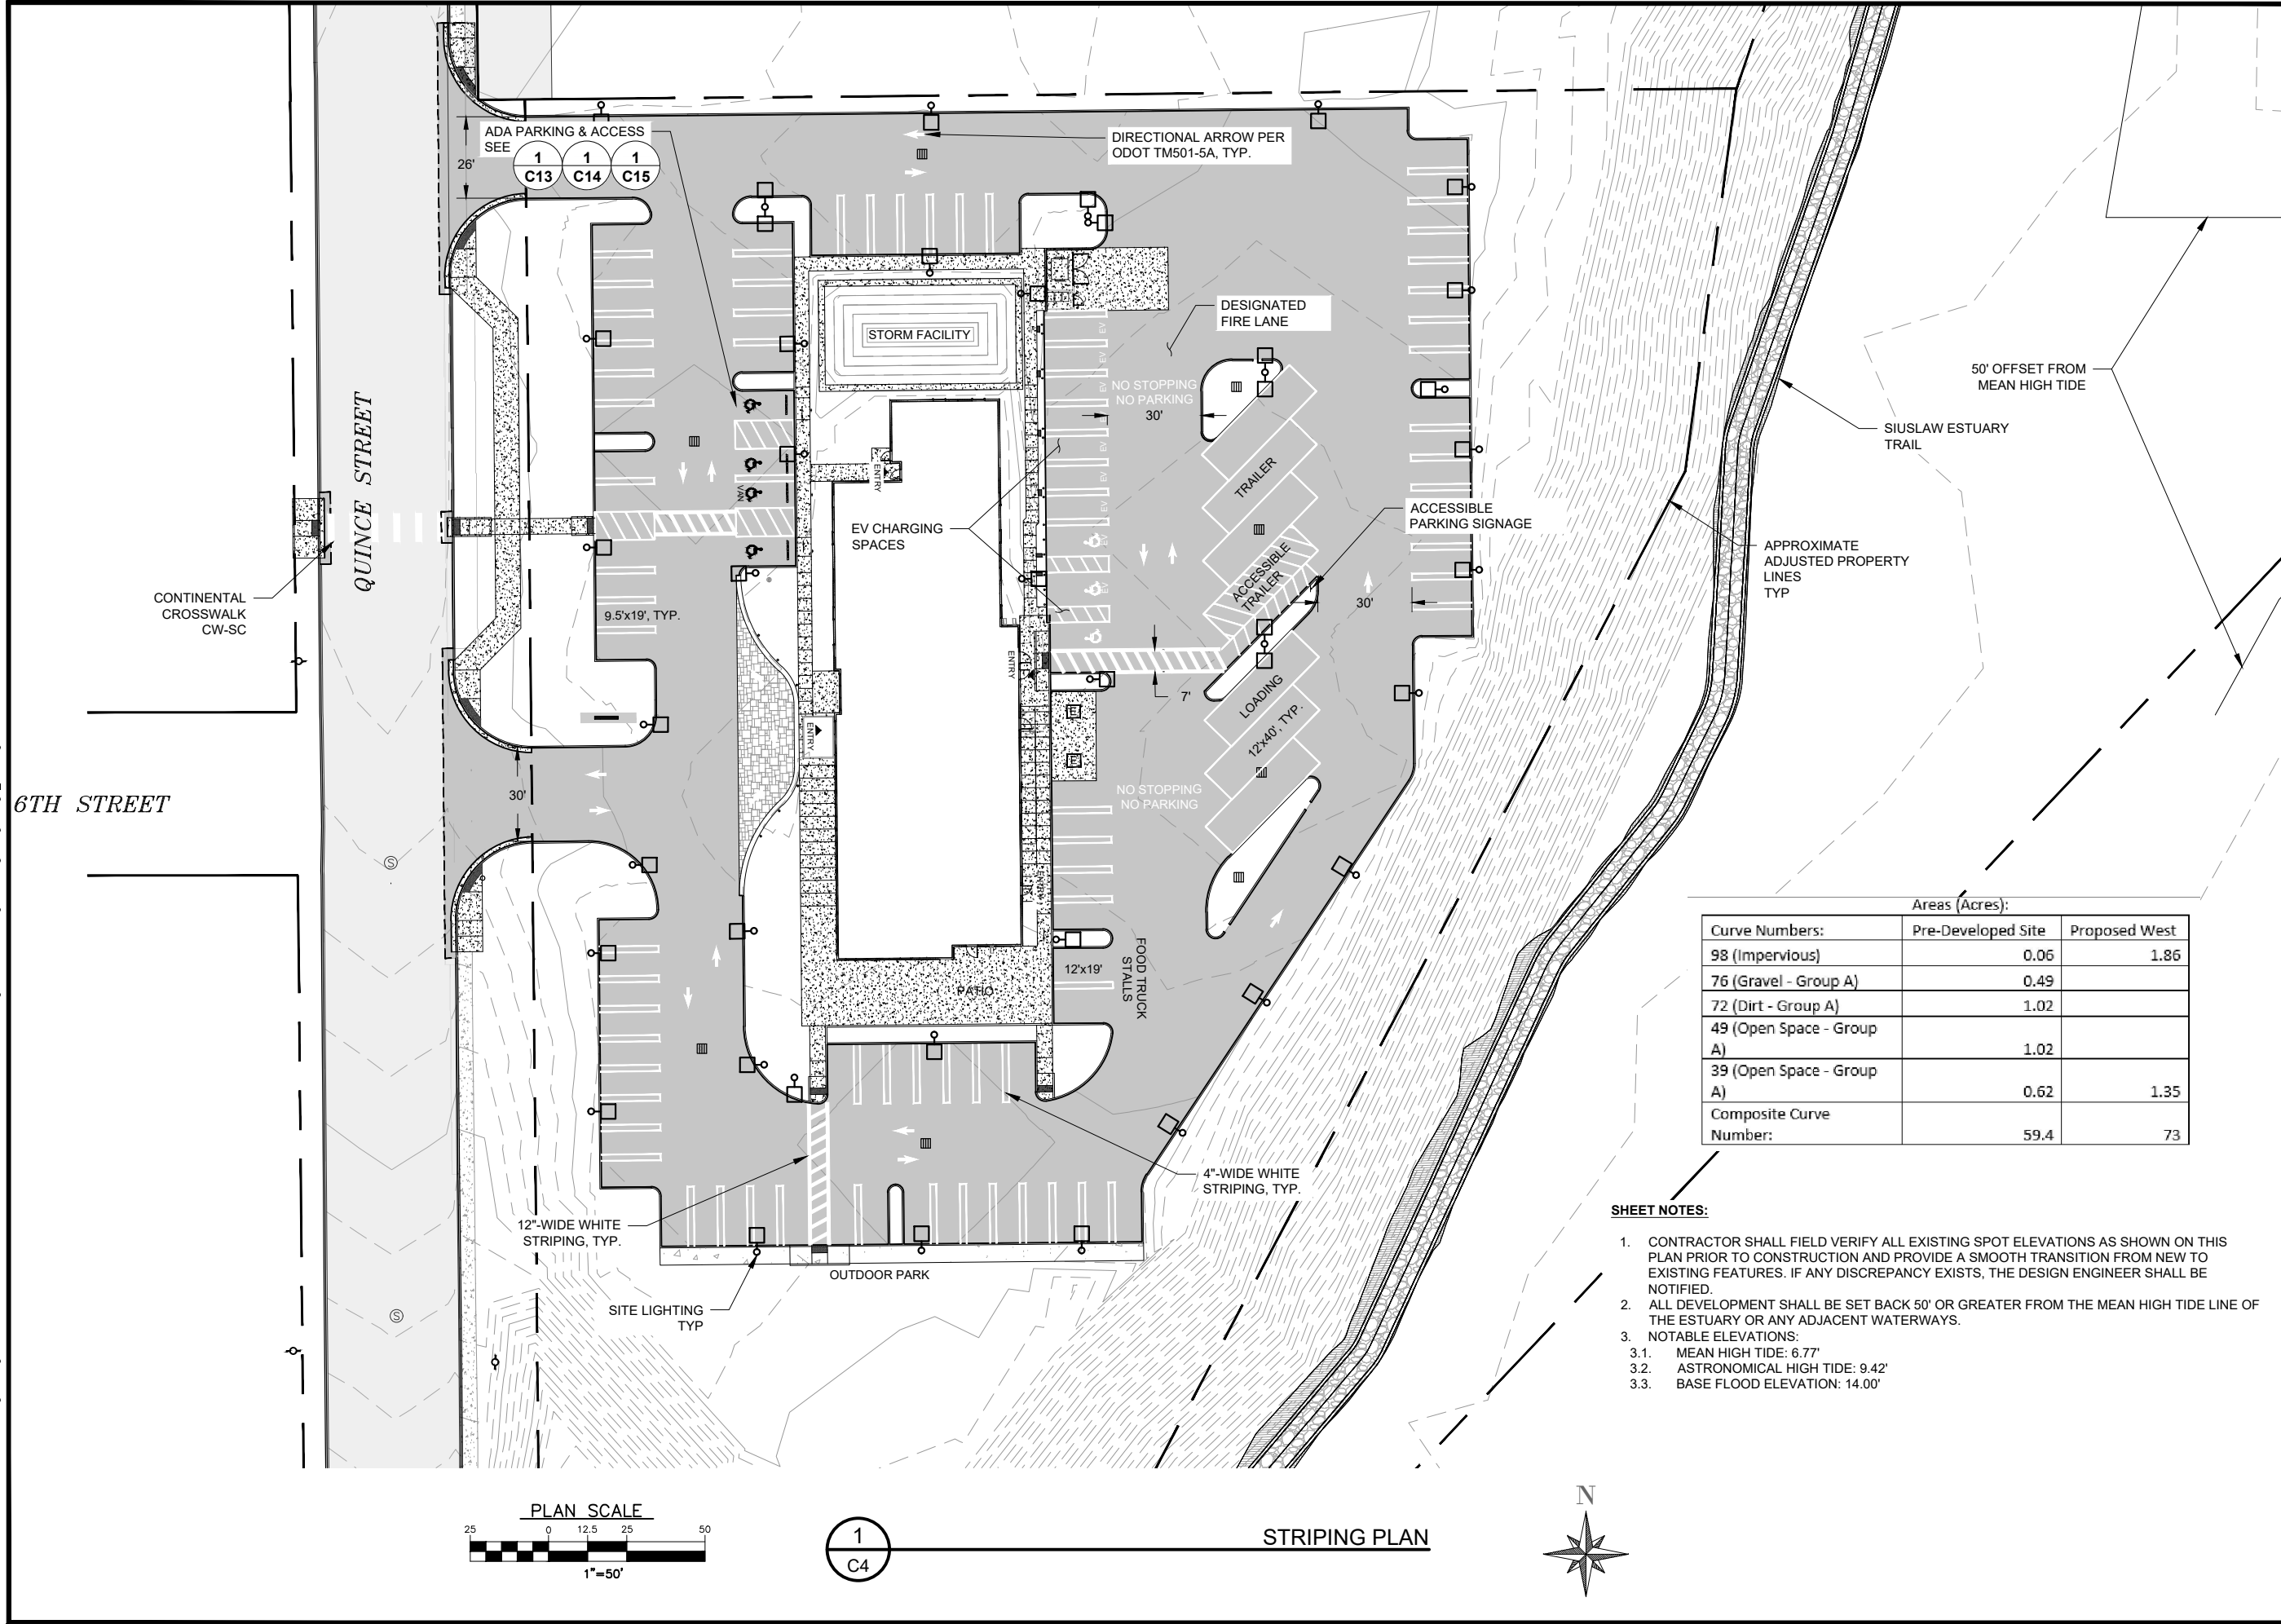 ADA PARKING & ACCESS
SEE
1
C13
1
C14
1
C15
26'
DIRECTIONAL ARROW PER
ODOT TM501-5A, TYP.
STORM FACILITY
DESIGNATED
FIRE LANE
NO STOPPING
NO PARKING
30'
50' OFFSET FROM
MEAN HIGH TIDE
SIUSLAW ESTUARY
TRAIL
QUINCE STREET
EV
EV
EV
EV
EV
EV
EV
EV
EV
EV
VAN
ENTRY
TRAILER
EV CHARGING
SPACES
ACCESSIBLE
PARKING SIGNAGE
ACCESSIBLE
TRAILER
APPROXIMATE
ADJUSTED PROPERTY
LINES
TYP
CONTINENTAL
CROSSWALK
CW-SC
9.5'x19', TYP.
30'
ENTRY
7'
LOADING
12'x40', TYP.
ENTRY
E
E
6TH STREET
30'
NO STOPPING
NO PARKING
S
ENTRY
FOOD TRUCK
STALLS
12'x19'
PATIO
Areas (Acres):
Curve Numbers: Pre-Developed Site Proposed West
98 (Impervious) 0.06 1.86
76 (Gravel - Group A) 0.49
72 (Dirt - Group A) 1.02
49 (Open Space - Group
A) 1.02
39 (Open Space - Group
A) 0.62 1.35
Composite Curve
Number: 59.4 73
4"-WIDE WHITE
STRIPING, TYP.
12"-WIDE WHITE
STRIPING, TYP.
OUTDOOR PARK
SITE LIGHTING
TYP
S
SHEET NOTES:
1. CONTRACTOR SHALL FIELD VERIFY ALL EXISTING SPOT ELEVATIONS AS SHOWN ON THIS
PLAN PRIOR TO CONSTRUCTION AND PROVIDE A SMOOTH TRANSITION FROM NEW TO
EXISTING FEATURES. IF ANY DISCREPANCY EXISTS, THE DESIGN ENGINEER SHALL BE
NOTIFIED.
2. ALL DEVELOPMENT SHALL BE SET BACK 50' OR GREATER FROM THE MEAN HIGH TIDE LINE OF
THE ESTUARY OR ANY ADJACENT WATERWAYS.
3. NOTABLE ELEVATIONS:
3.1. MEAN HIGH TIDE: 6.77'
3.2. ASTRONOMICAL HIGH TIDE: 9.42'
3.3. BASE FLOOD ELEVATION: 14.00'
PLAN SCALE
25 0 12.5 25 50
1"=50'
1
C4
STRIPING PLAN
N